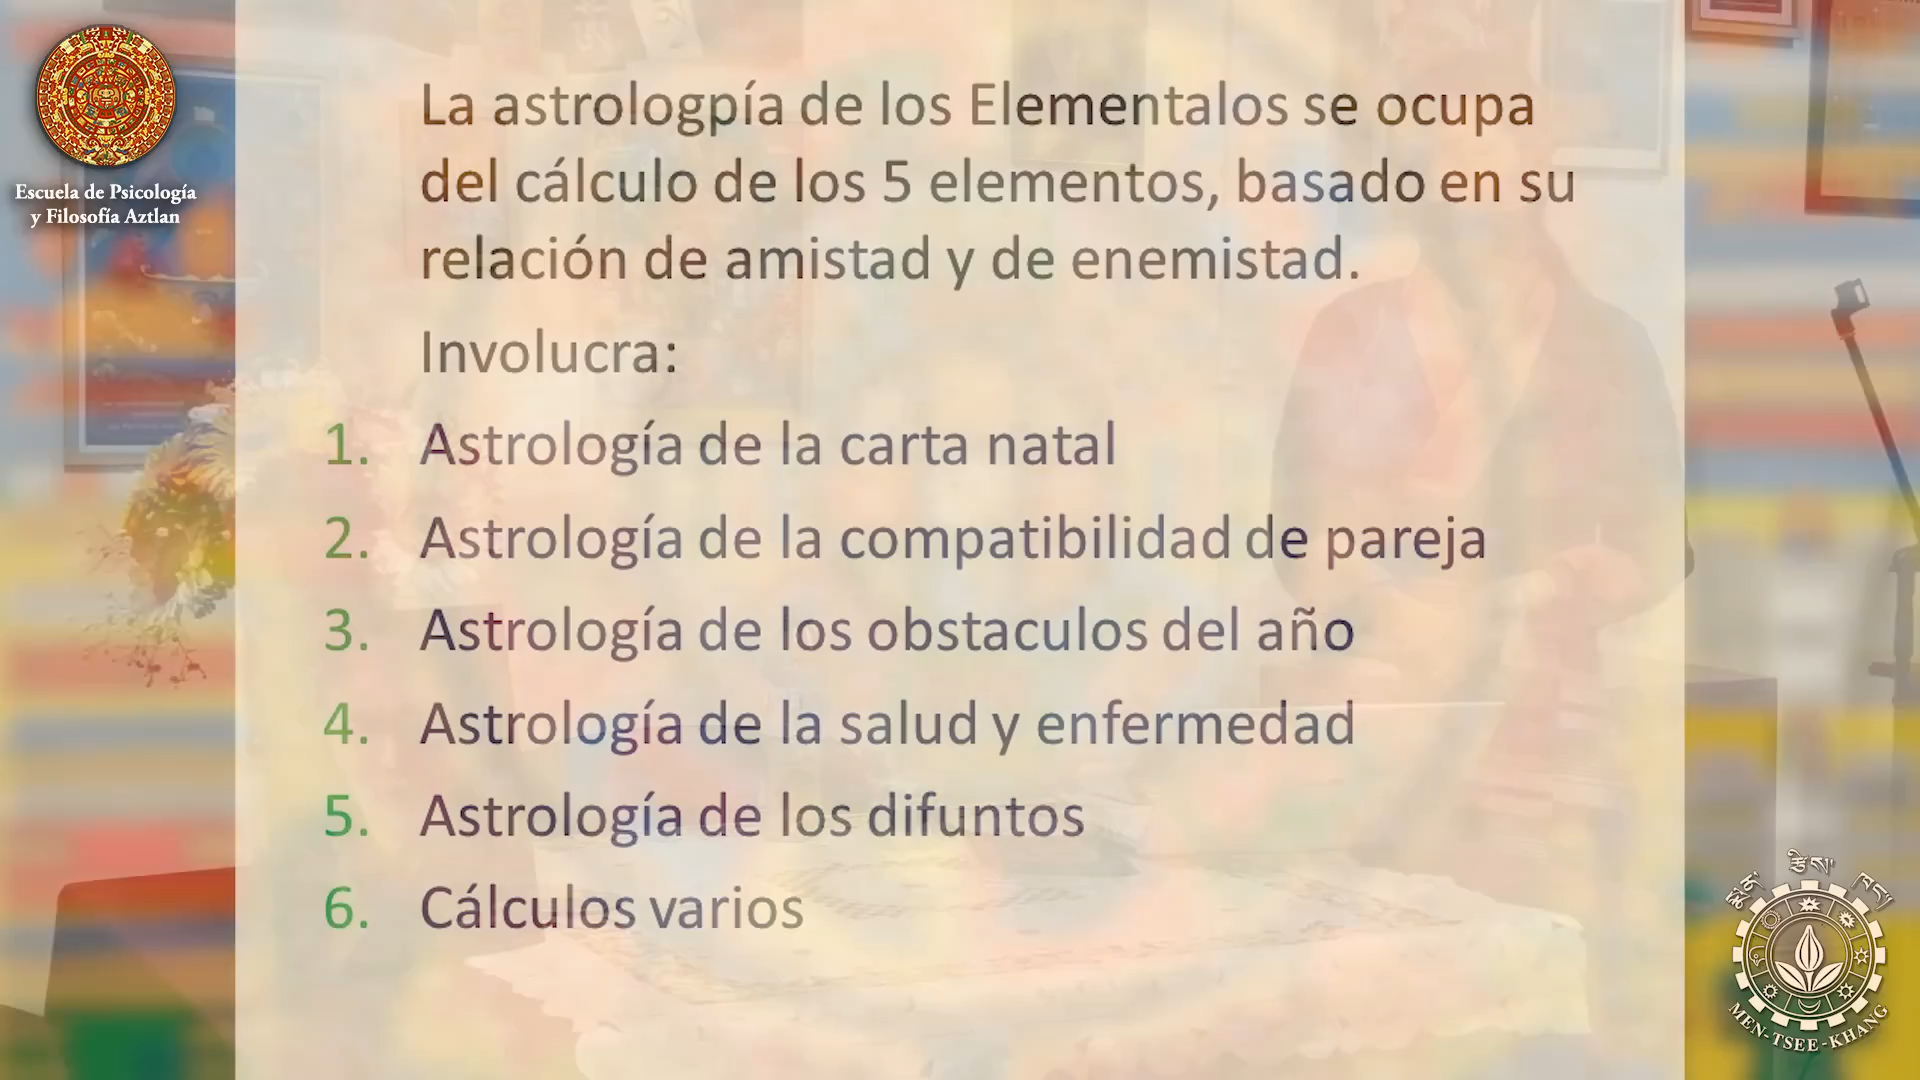 Escuela de Psicología
y Filosofía Aztlan
La astrologpía de los Elementalos se ocupa
del cálculo de los 5 elementos, basado en su
relación de amistad y de enemistad.
Involucra:
1. Astrología de la carta natal
2. Astrología de la compatibilidad de pareja
3. Astrología de los obstaculos del año
4. Astrología de la salud y enfermedad
5. Astrología de los difuntos
6. Cálculos varios
སྨན་ རྩིས་ ཁང་
MEN-TSEE-KHANG